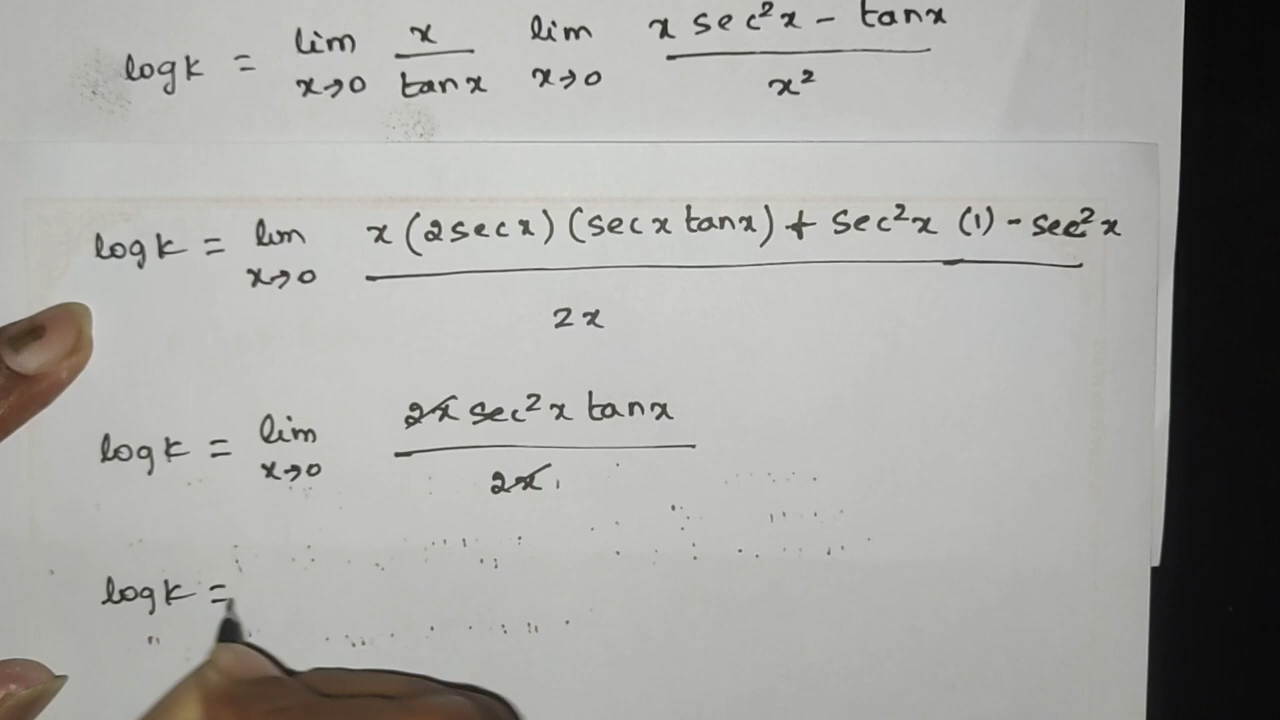 log k = lim x→0 x/tan x lim x→0 (x sec²x - tan x)/x²
log k = lim x→0 (x (2 sec x) (sec x tan x) + sec²x (1) - sec²x)/2x
log k = lim x→0 (2x sec²x tan x)/2x.
log k =